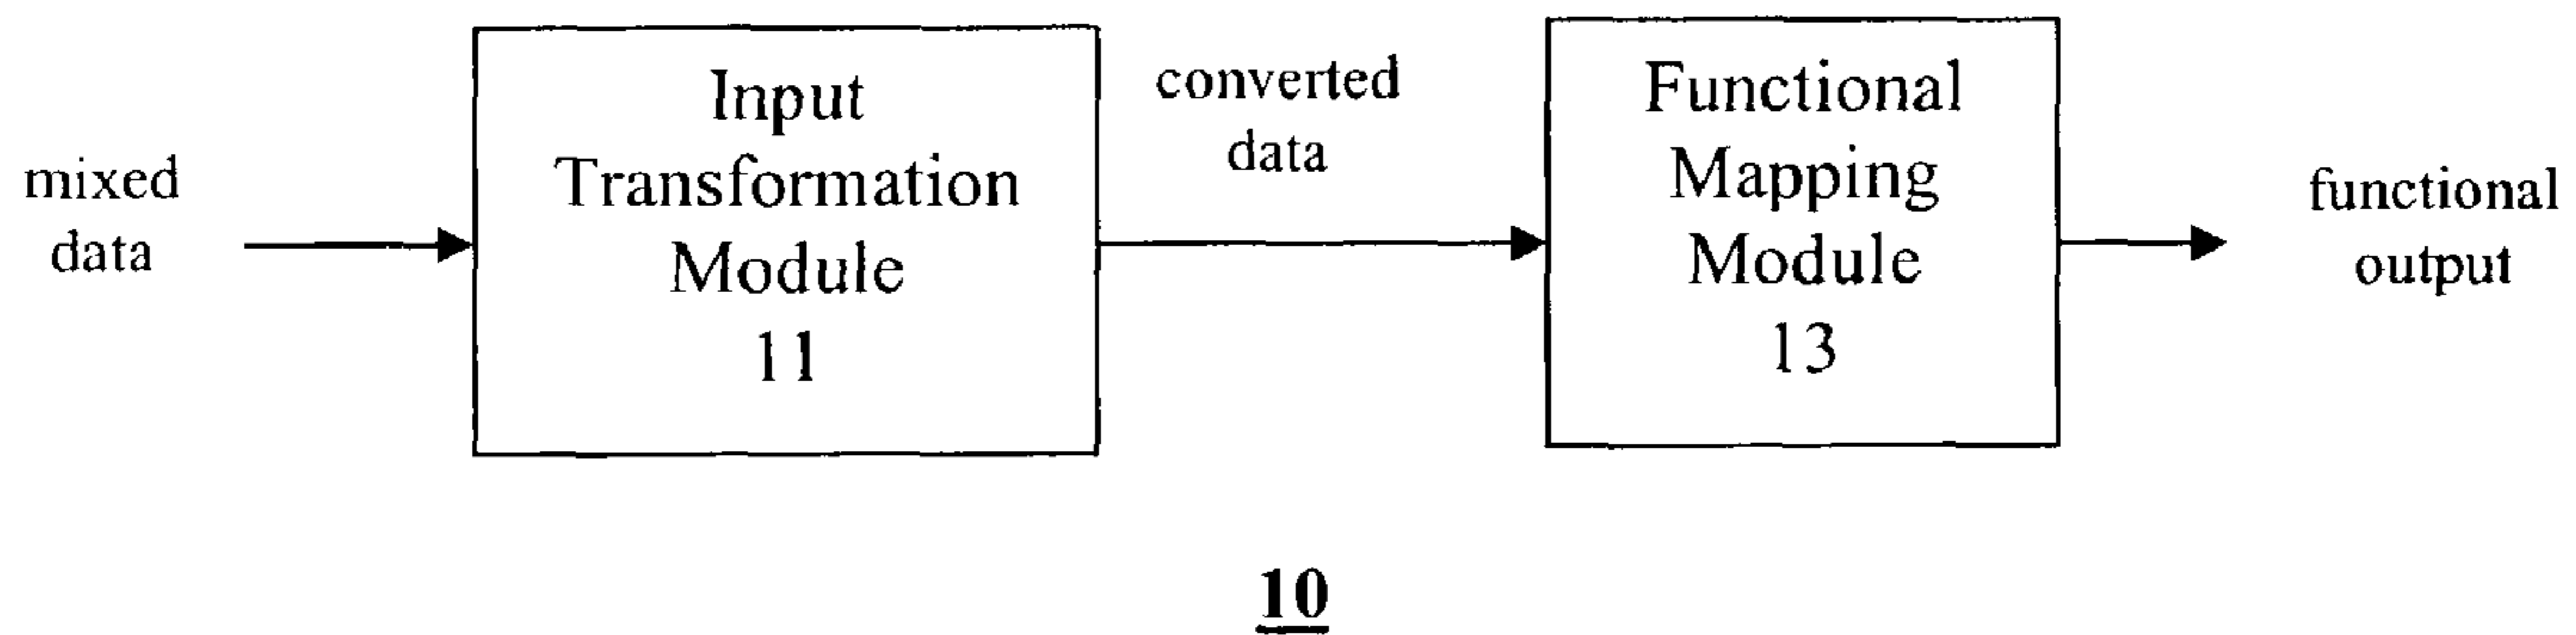 mixed
data
Input
Transformation
Module
11
converted
data
Functional
Mapping
Module
13
functional
output
10